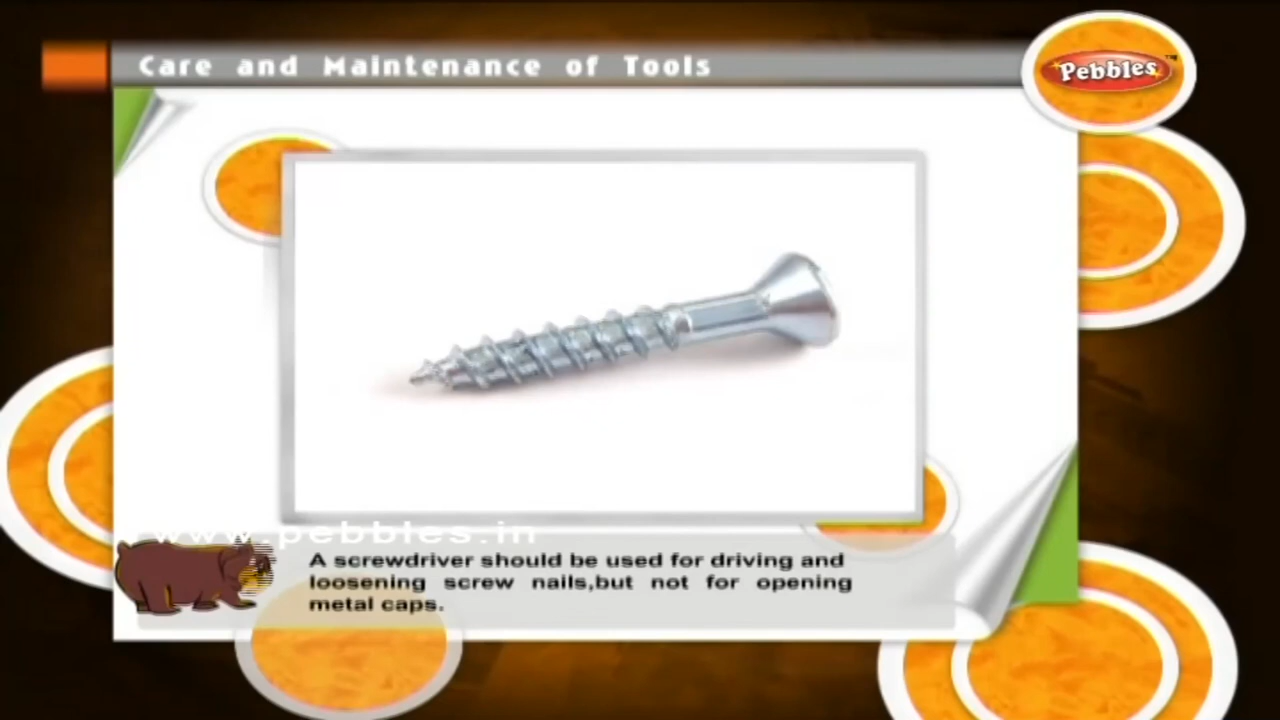 Care and Maintenance of Tools
Pebbles™
www.pebbles.in
A screwdriver should be used for driving and
loosening screw nails,but not for opening
metal caps.